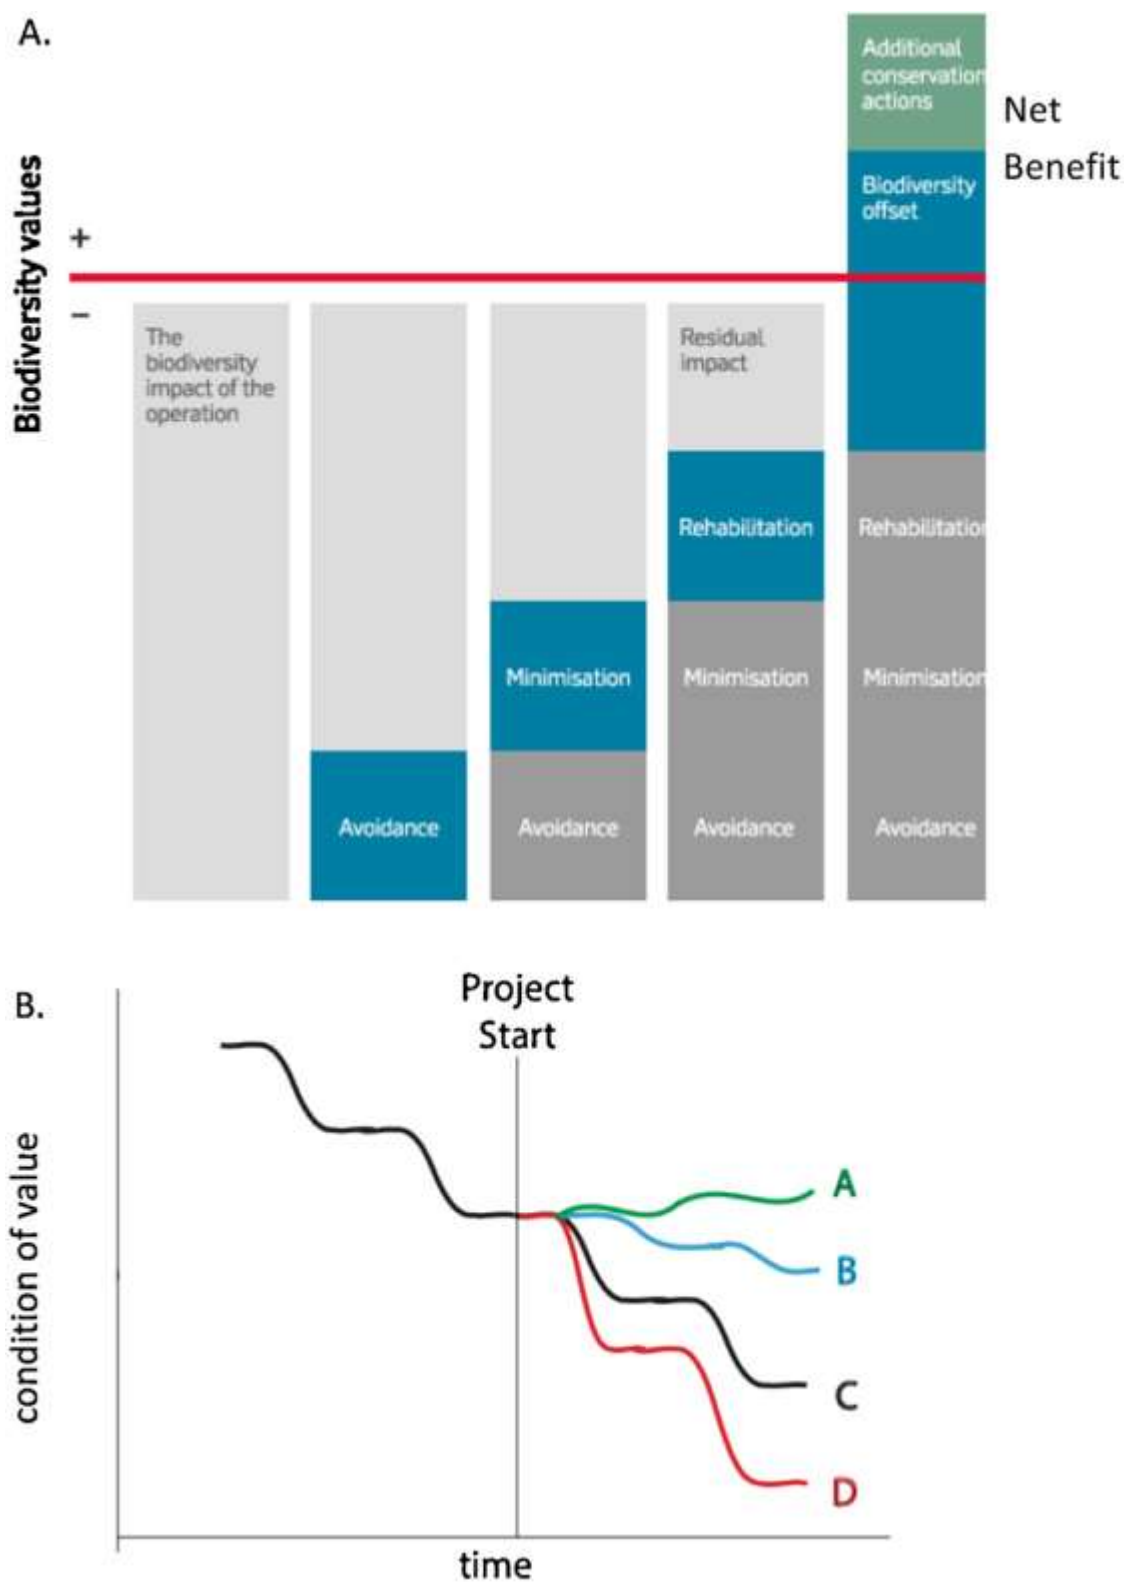 A.
Biodiversity values
+
−
The
biodiversity
impact of the
operation
Avoidance
Minimisation
Avoidance
Residual
impact
Rehabilitation
Minimisation
Avoidance
Additional
conservation
actions
Biodiversity
offset
Rehabilitation
Minimisation
Avoidance
Net
Benefit
B.
condition of value
Project
Start
A
B
C
D
time